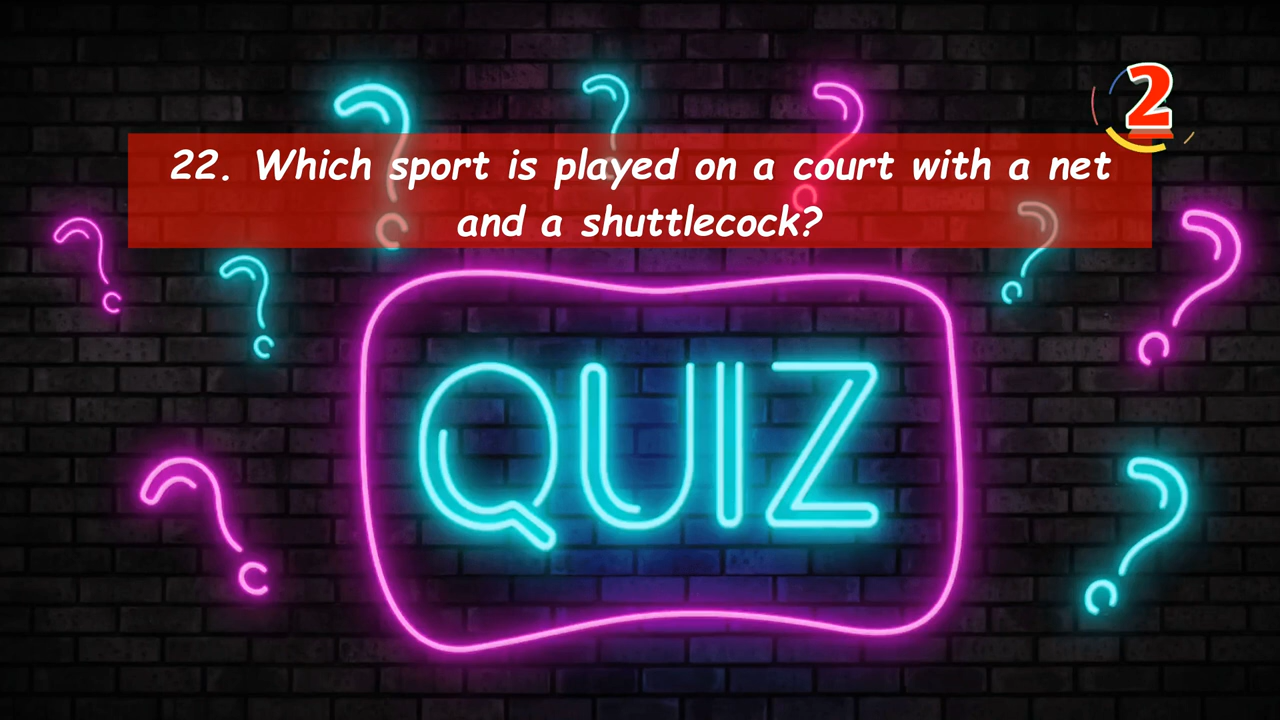 2
22. Which sport is played on a court with a net
and a shuttlecock?
QUIZ